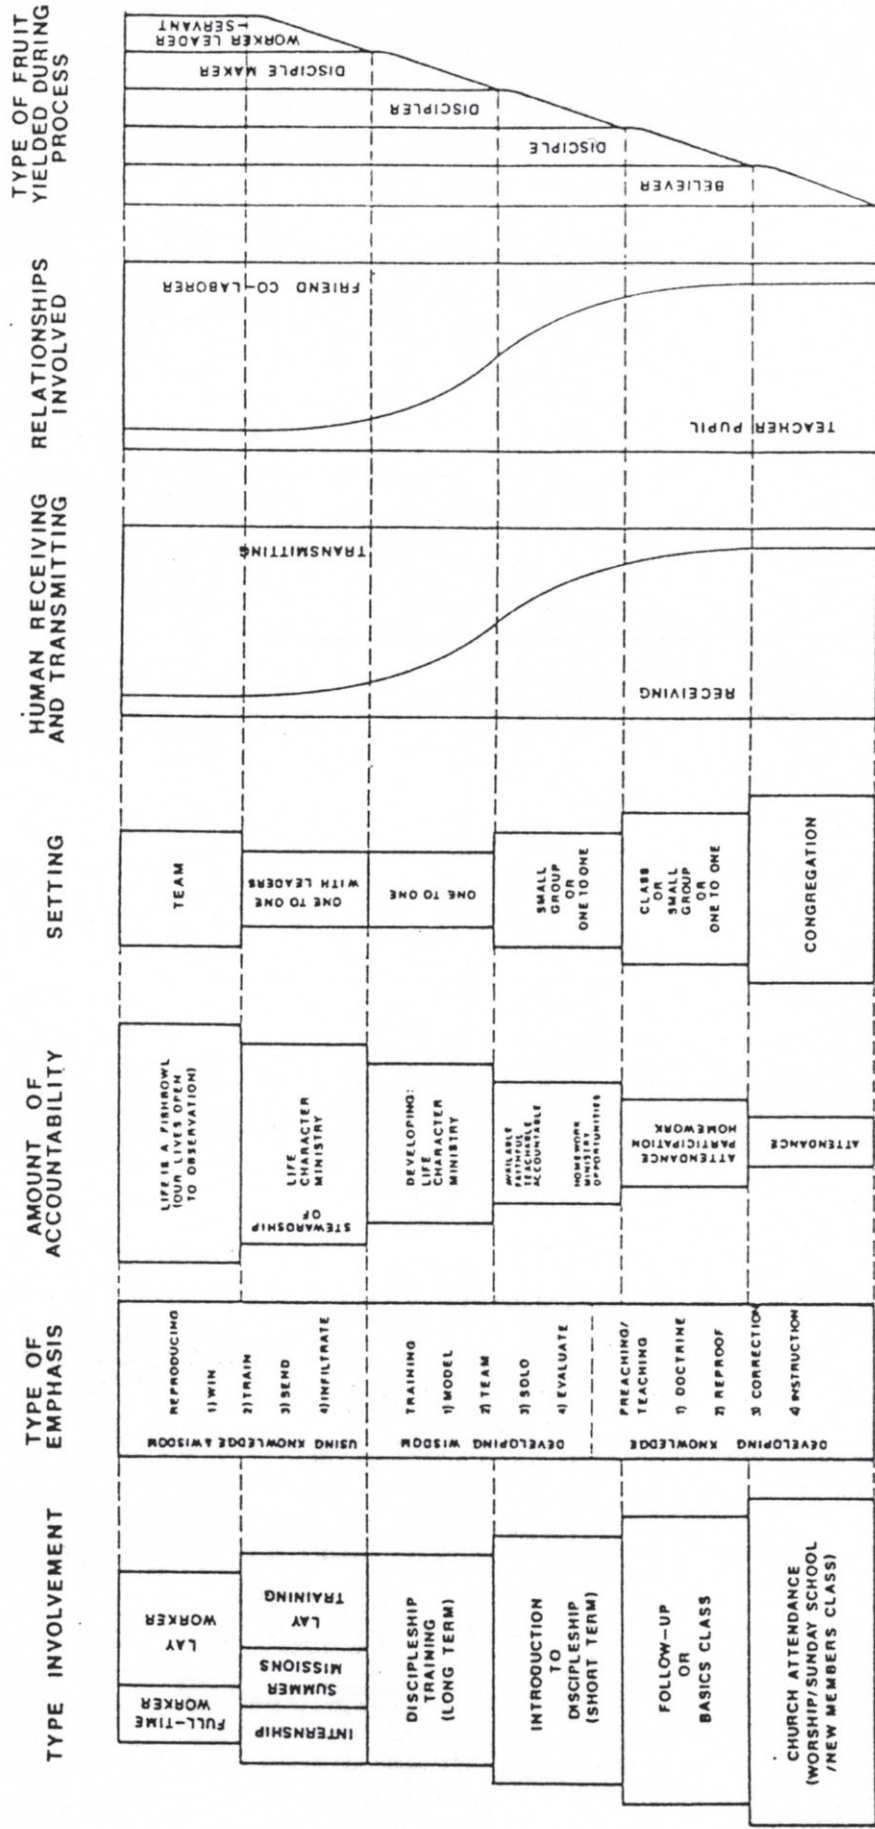 TYPE INVOLVEMENT
FULL-TIME
WORKER
LAY
WORKER
INTERNSHIP
SUMMER
MISSIONS
LAY
TRAINING
DISCIPLESHIP
TRAINING
(LONG TERM)
INTRODUCTION
TO
DISCIPLESHIP
(SHORT TERM)
FOLLOW-UP
OR
BASICS CLASS
CHURCH ATTENDANCE
(WORSHIP/SUNDAY SCHOOL
/NEW MEMBERS CLASS)
TYPE OF
EMPHASIS
USING KNOWLEDGE & WISDOM
REPRODUCING
1) WIN
2) TRAIN
3) SEND
4) INFILTRATE
DEVELOPING WISDOM
TRAINING
1) MODEL
2) TEAM
3) SOLO
4) EVALUATE
DEVELOPING KNOWLEDGE
PREACHING/
TEACHING
1) DOCTRINE
2) REPROOF
3) CORRECTION
4) INSTRUCTION
AMOUNT OF
ACCOUNTABILITY
LIFE IS A FISHBOWL
(OUR LIVES OPEN
TO OBSERVATION)
STEWARDSHIP
OF
LIFE
CHARACTER
MINISTRY
DEVELOPING:
LIFE
CHARACTER
MINISTRY
AVAILABLE
FAITHFUL
TEACHABLE
ACCOUNTABLE
HOMEWORK
MINISTRY
OPPORTUNITIES
ATTENDANCE
PARTICIPATION
HOMEWORK
ATTENDANCE
SETTING
TEAM
ONE TO ONE
WITH LEADERS
ONE TO ONE
SMALL
GROUP
OR
ONE TO ONE
CLASS
OR
SMALL
GROUP
OR
ONE TO ONE
CONGREGATION
HUMAN RECEIVING
AND TRANSMITTING
TRANSMITTING
RECEIVING
RELATIONSHIPS
INVOLVED
FRIEND CO-LABORER
TEACHER PUPIL
TYPE OF FRUIT
YIELDED DURING
PROCESS
WORKER LEADER
-SERVANT
DISCIPLE MAKER
DISCIPLER
DISCIPLE
BELIEVER